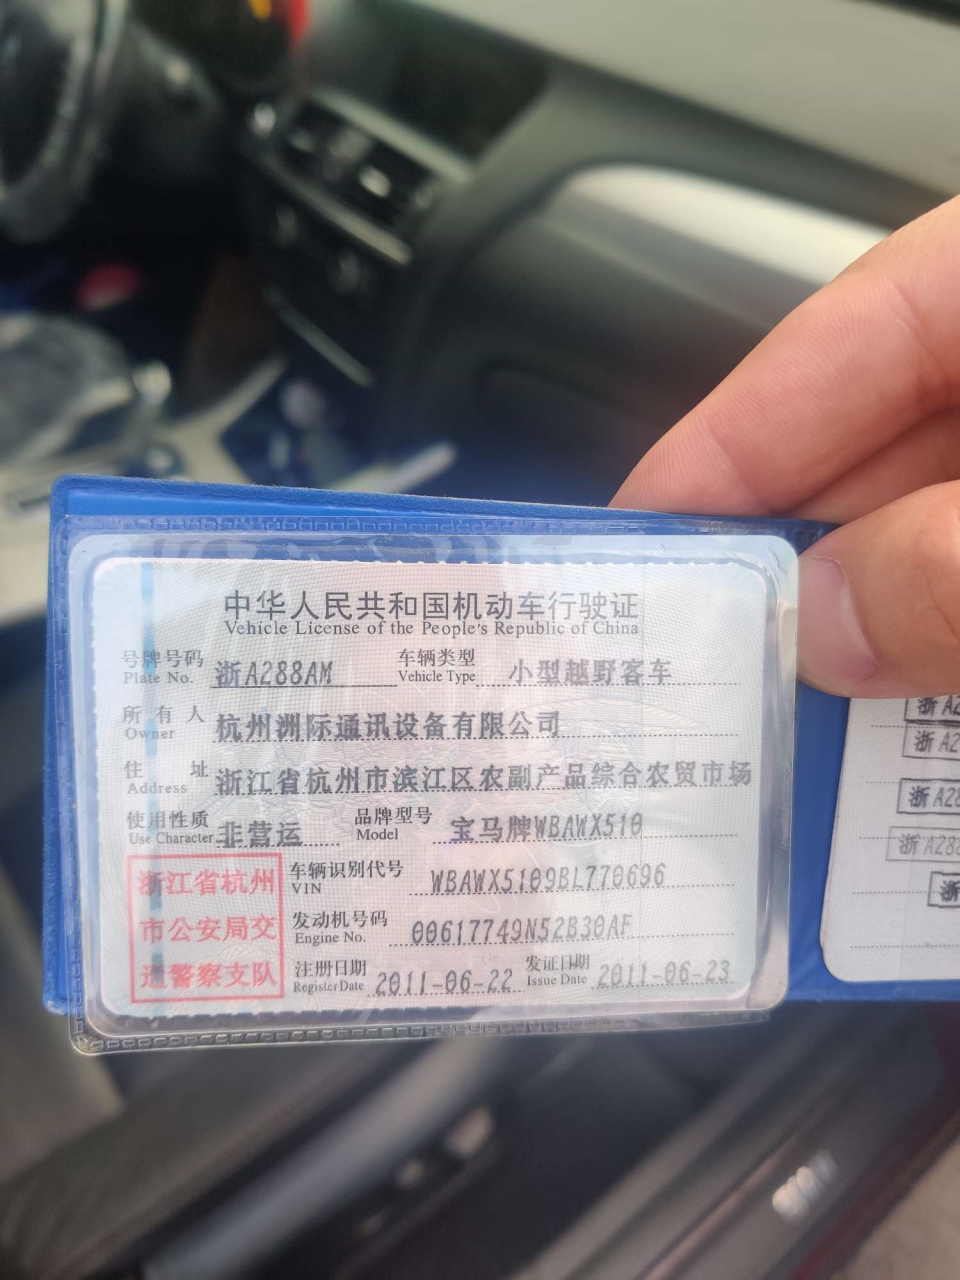 中华人民共和国机动车行驶证
Vehicle License of the People's Republic of China
号牌号码 浙A288AM 车辆类型 小型越野客车
Plate No. Vehicle Type
所有人 杭州洲际通讯设备有限公司
Owner
住址 浙江省杭州市滨江区农副产品综合农贸市场
Address
使用性质 非营运 品牌型号 宝马牌WBAWX510
Use Character Model
浙江省杭州
市公安局交
通警察支队
车辆识别代号 WBAWX5109BL770696
VIN
发动机号码 00617749N52B30AF
Engine No.
注册日期 2011-06-22 发证日期 2011-06-23
Register Date Issue Date
浙A2
浙A2
浙A28
浙A288
浙